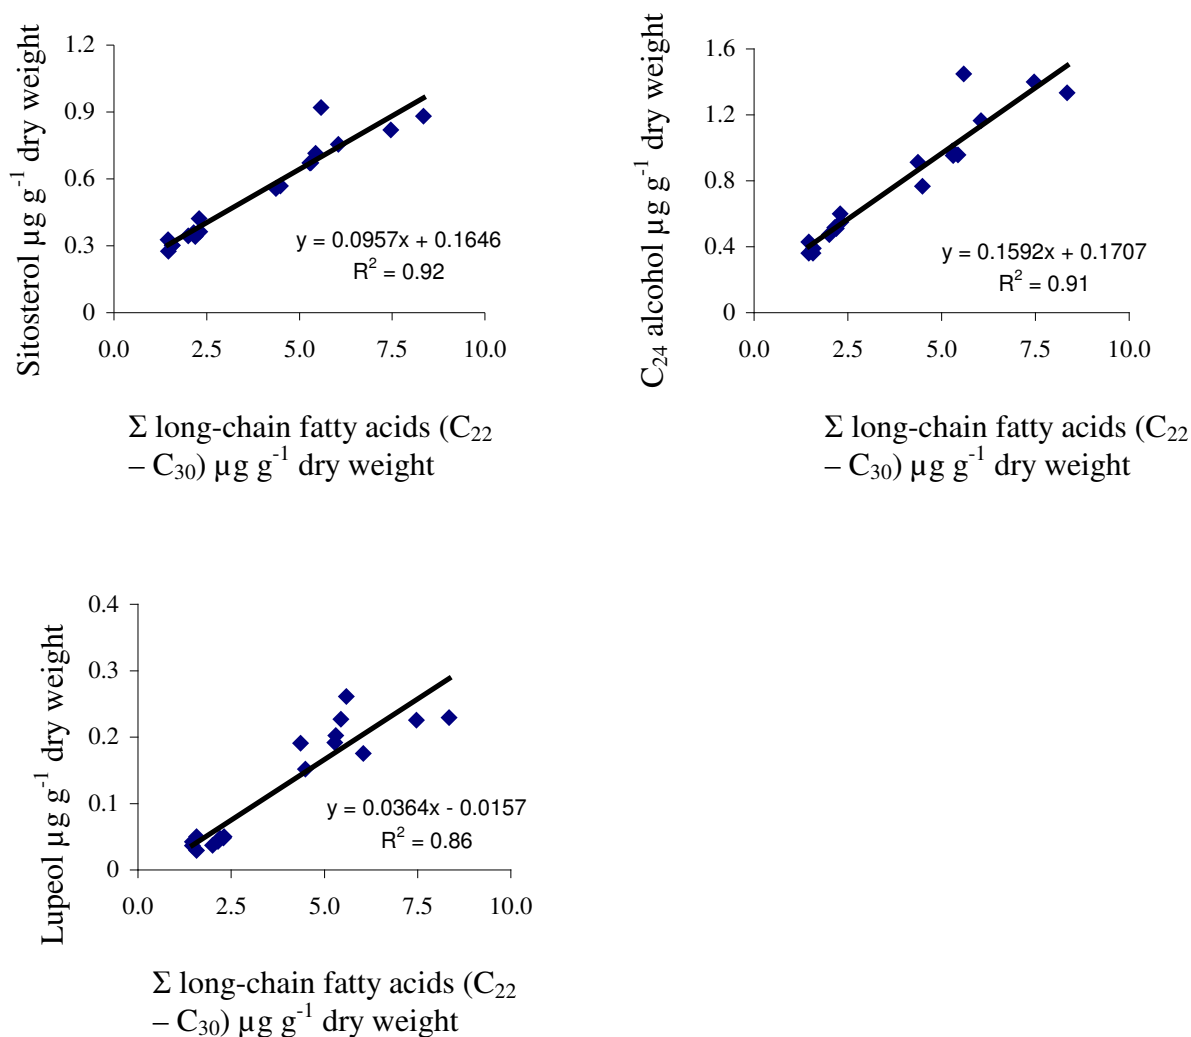 Sitosterol µg g⁻¹ dry weight
1.2
0.9
0.6
0.3
0
y = 0.0957x + 0.1646
R² = 0.92
0.0 2.5 5.0 7.5 10.0
Σ long-chain fatty acids (C₂₂
– C₃₀) µg g⁻¹ dry weight
C₂₄ alcohol µg g⁻¹ dry weight
1.6
1.2
0.8
0.4
0
y = 0.1592x + 0.1707
R² = 0.91
0.0 2.5 5.0 7.5 10.0
Σ long-chain fatty acids (C₂₂
– C₃₀) µg g⁻¹ dry weight
Lupeol µg g⁻¹ dry weight
0.4
0.3
0.2
0.1
0
y = 0.0364x - 0.0157
R² = 0.86
0.0 2.5 5.0 7.5 10.0
Σ long-chain fatty acids (C₂₂
– C₃₀) µg g⁻¹ dry weight